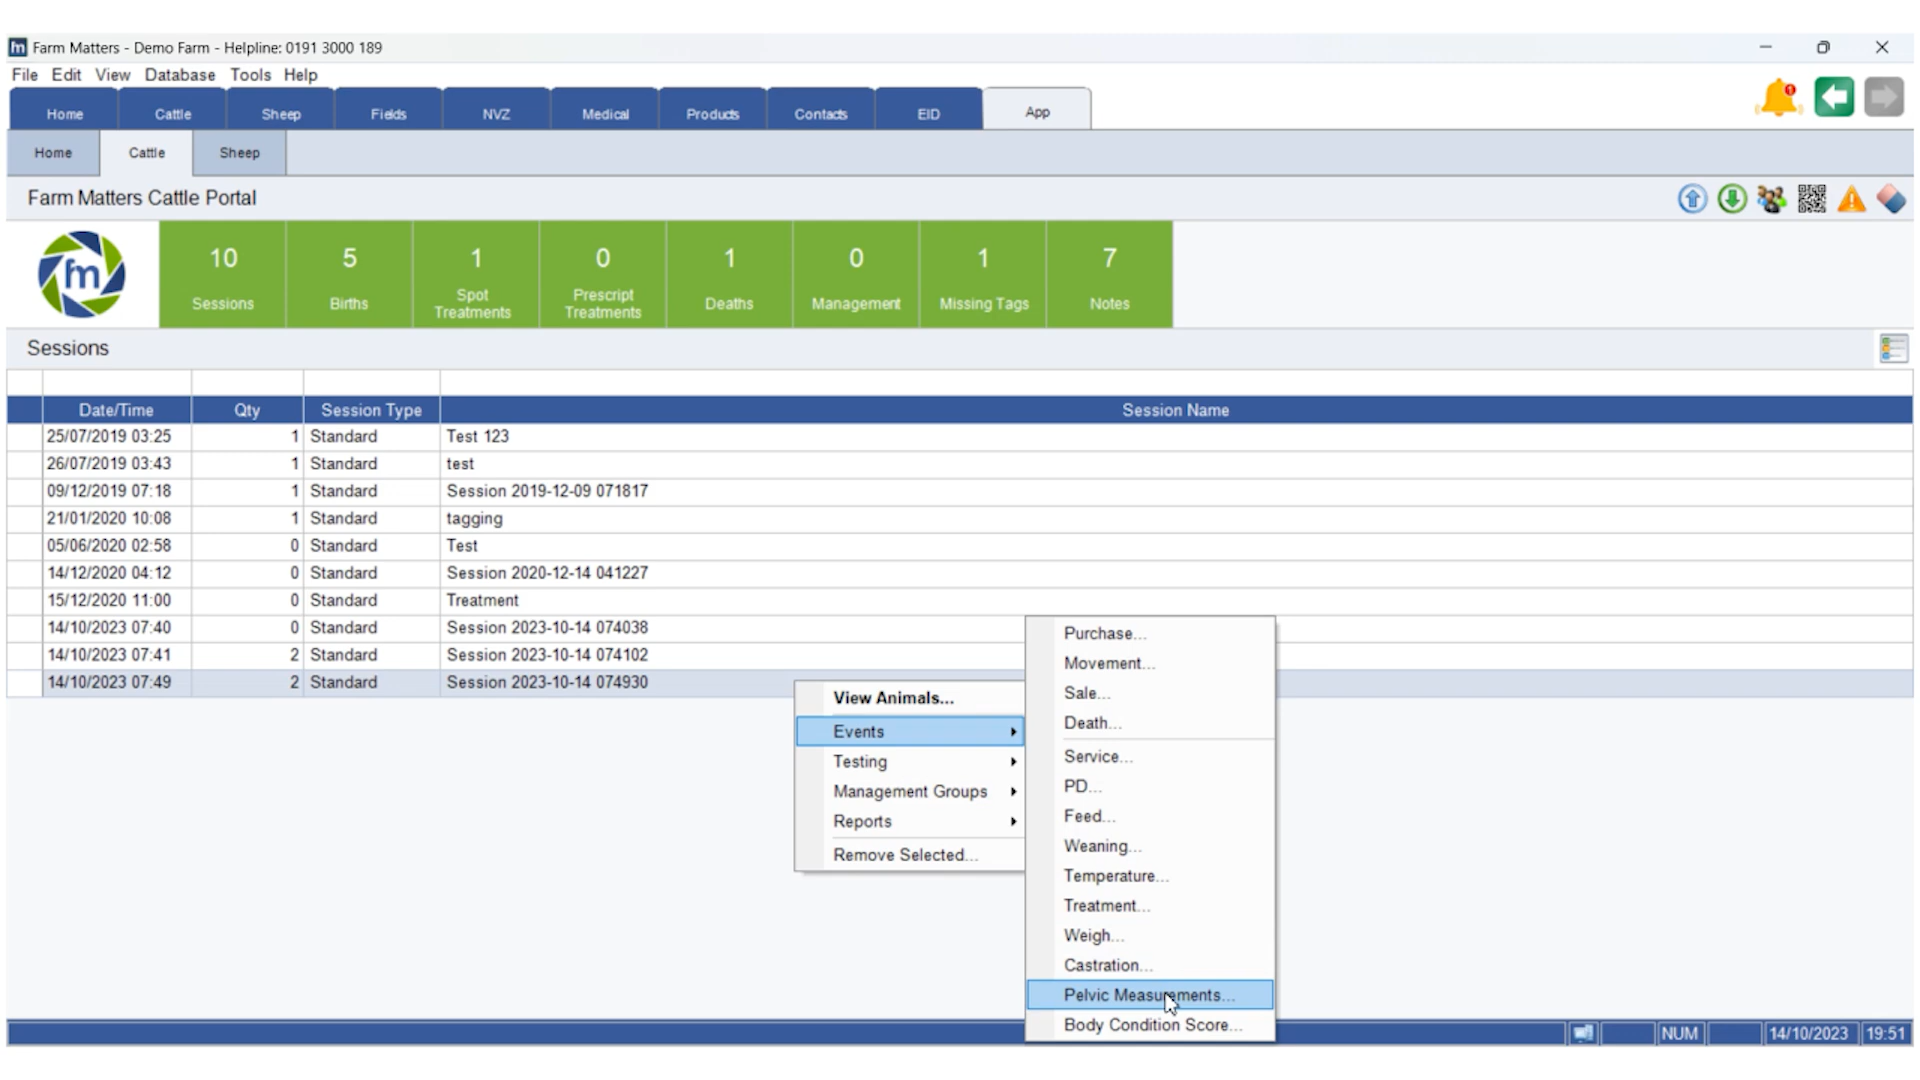 fm Farm Matters - Demo Farm - Helpline: 0191 3000 189
File Edit View Database Tools Help
Home Cattle Sheep Fields NVZ Medical Products Contacts EID App
1
Home Cattle Sheep
Farm Matters Cattle Portal
fm
10 5 1 0 1 0 1 7
Sessions Births Spot Treatments Prescript Treatments Deaths Management Missing Tags Notes
Sessions
Date/Time Qty Session Type Session Name
25/07/2019 03:25 1 Standard Test 123
26/07/2019 03:43 1 Standard test
09/12/2019 07:18 1 Standard Session 2019-12-09 071817
21/01/2020 10:08 1 Standard tagging
05/06/2020 02:58 0 Standard Test
14/12/2020 04:12 0 Standard Session 2020-12-14 041227
15/12/2020 11:00 0 Standard Treatment
14/10/2023 07:40 0 Standard Session 2023-10-14 074038
14/10/2023 07:41 2 Standard Session 2023-10-14 074102
14/10/2023 07:49 2 Standard Session 2023-10-14 074930
View Animals...
Events
Testing
Management Groups
Reports
Remove Selected...
Purchase...
Movement...
Sale...
Death...
Service...
PD...
Feed...
Weaning...
Temperature...
Treatment...
Weigh...
Castration...
Pelvic Measurements...
Body Condition Score...
NUM 14/10/2023 19:51